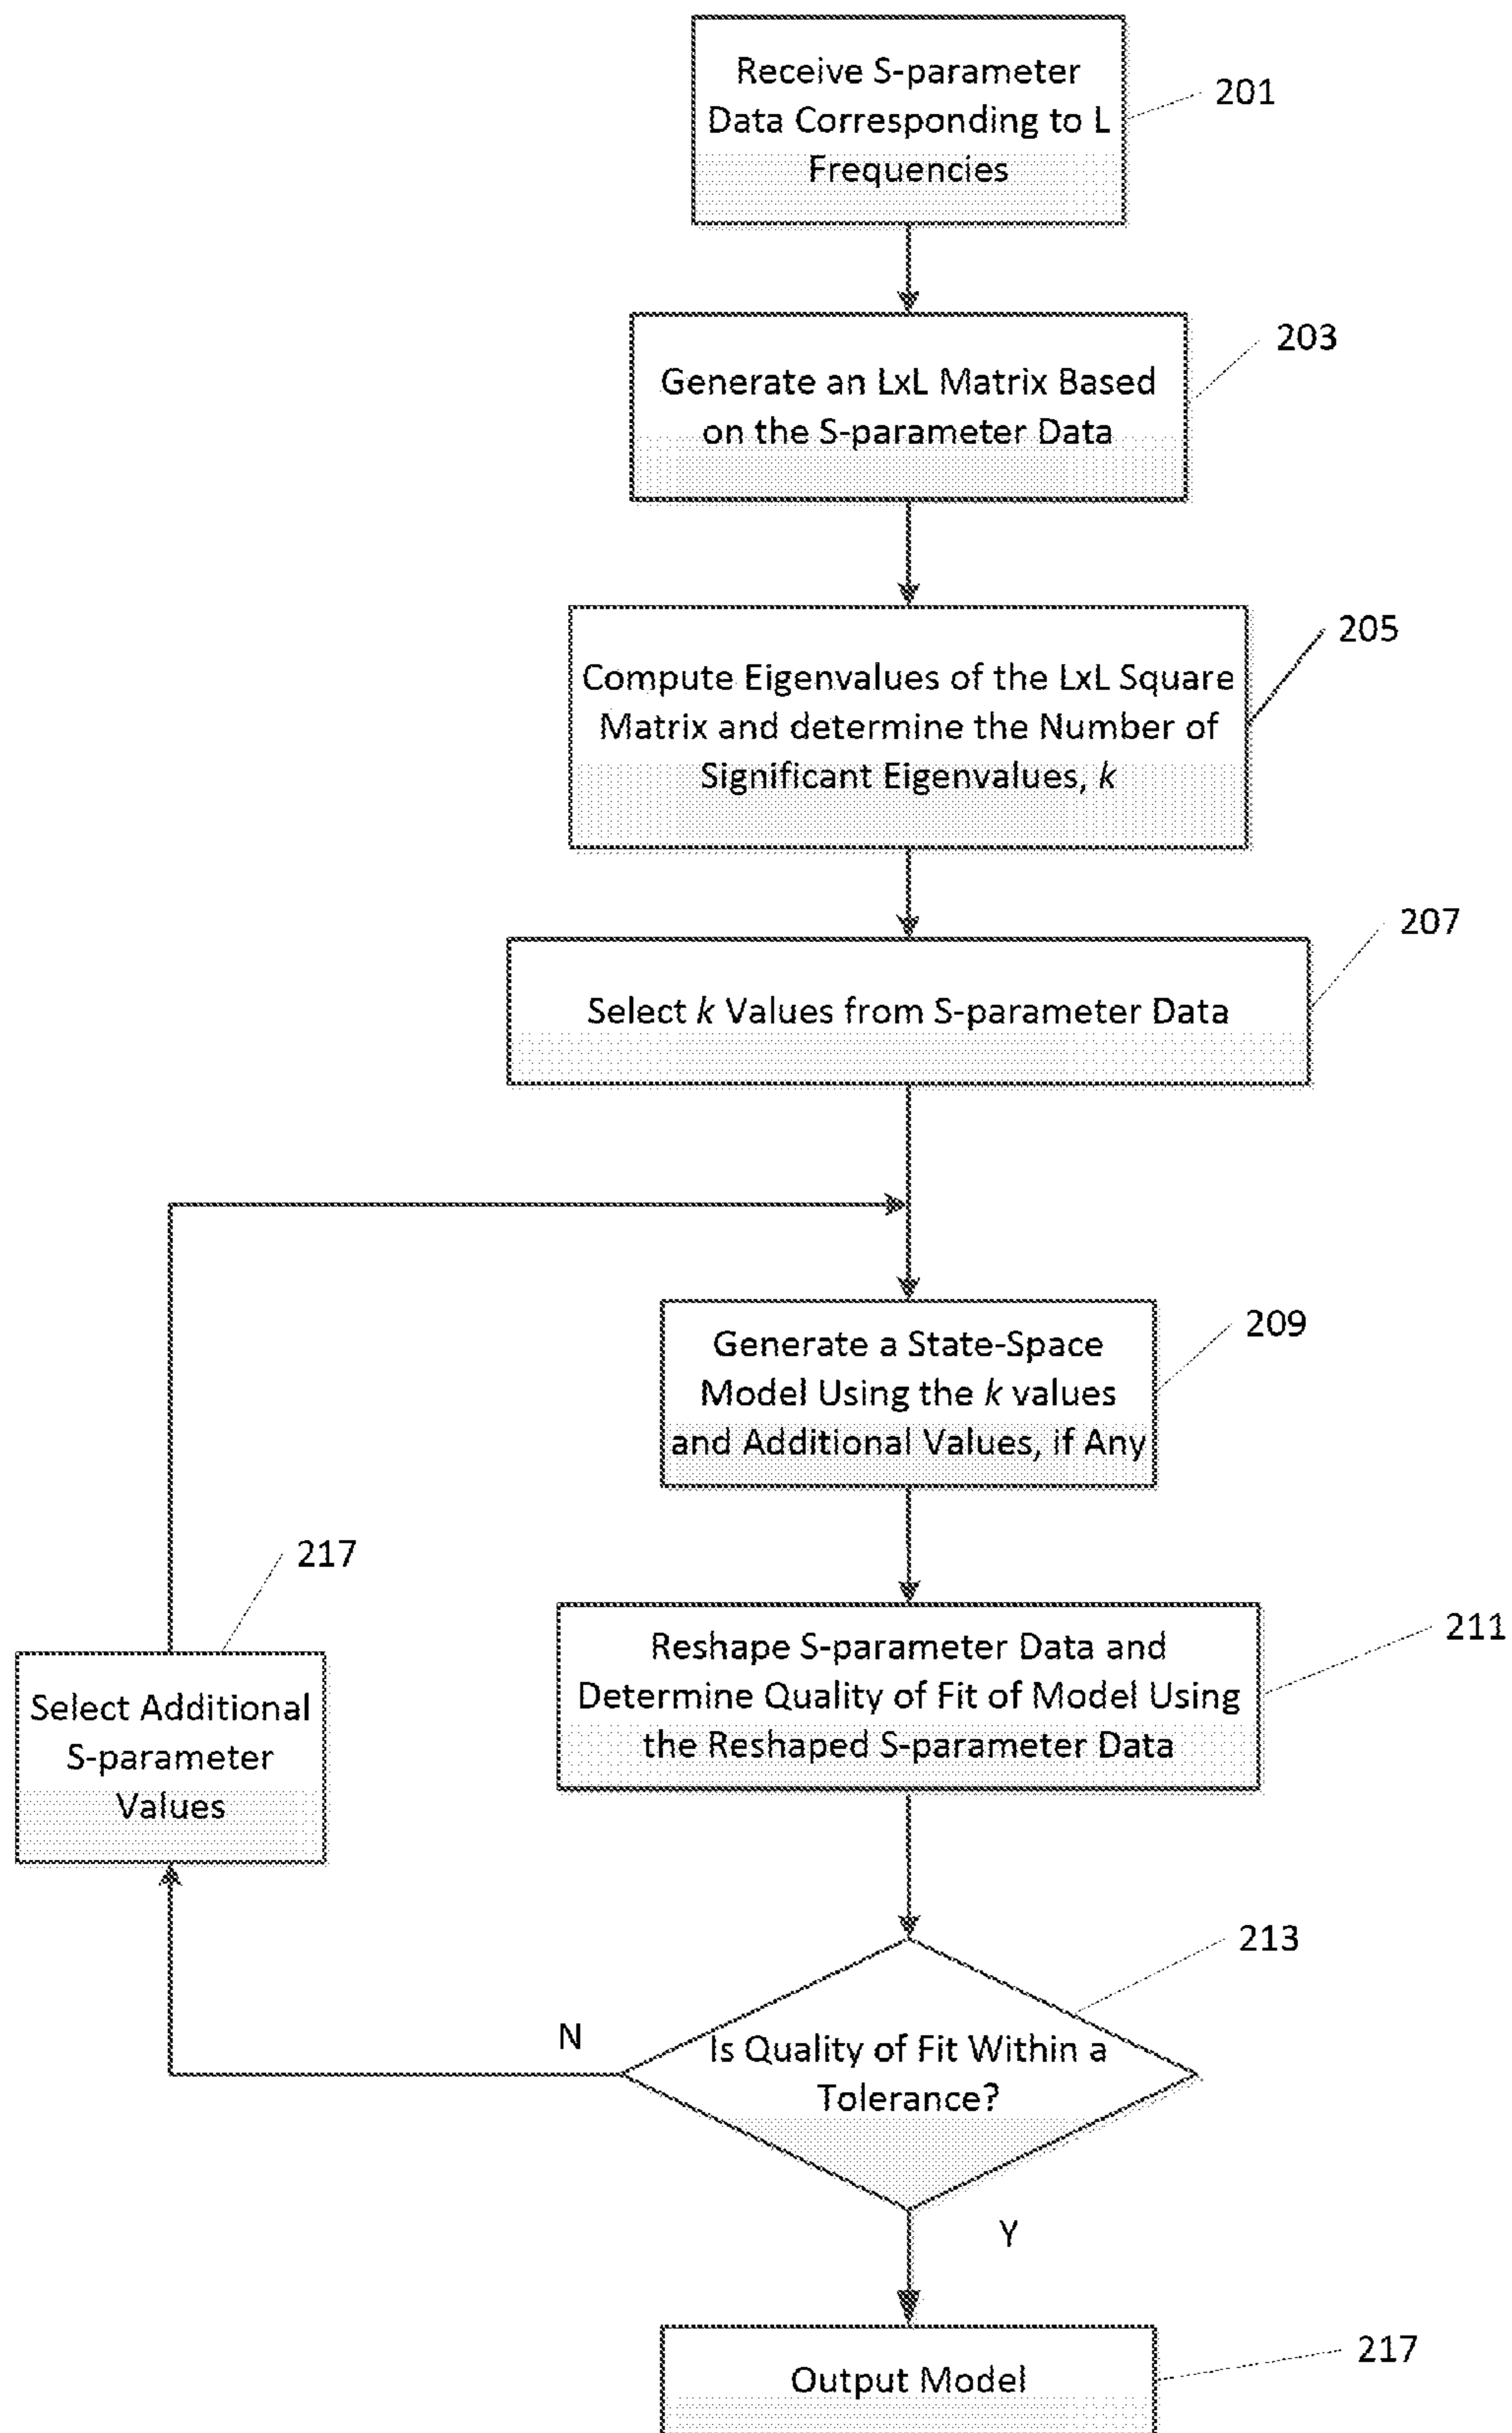 Receive S-parameter
Data Corresponding to L
Frequencies
201
Generate an LxL Matrix Based
on the S-parameter Data
203
Compute Eigenvalues of the LxL Square
Matrix and determine the Number of
Significant Eigenvalues, k
205
Select k Values from S-parameter Data
207
Generate a State-Space
Model Using the k values
and Additional Values, if Any
209
Reshape S-parameter Data and
Determine Quality of Fit of Model Using
the Reshaped S-parameter Data
211
Select Additional
S-parameter
Values
217
Is Quality of Fit Within a
Tolerance?
213
N
Y
Output Model
217